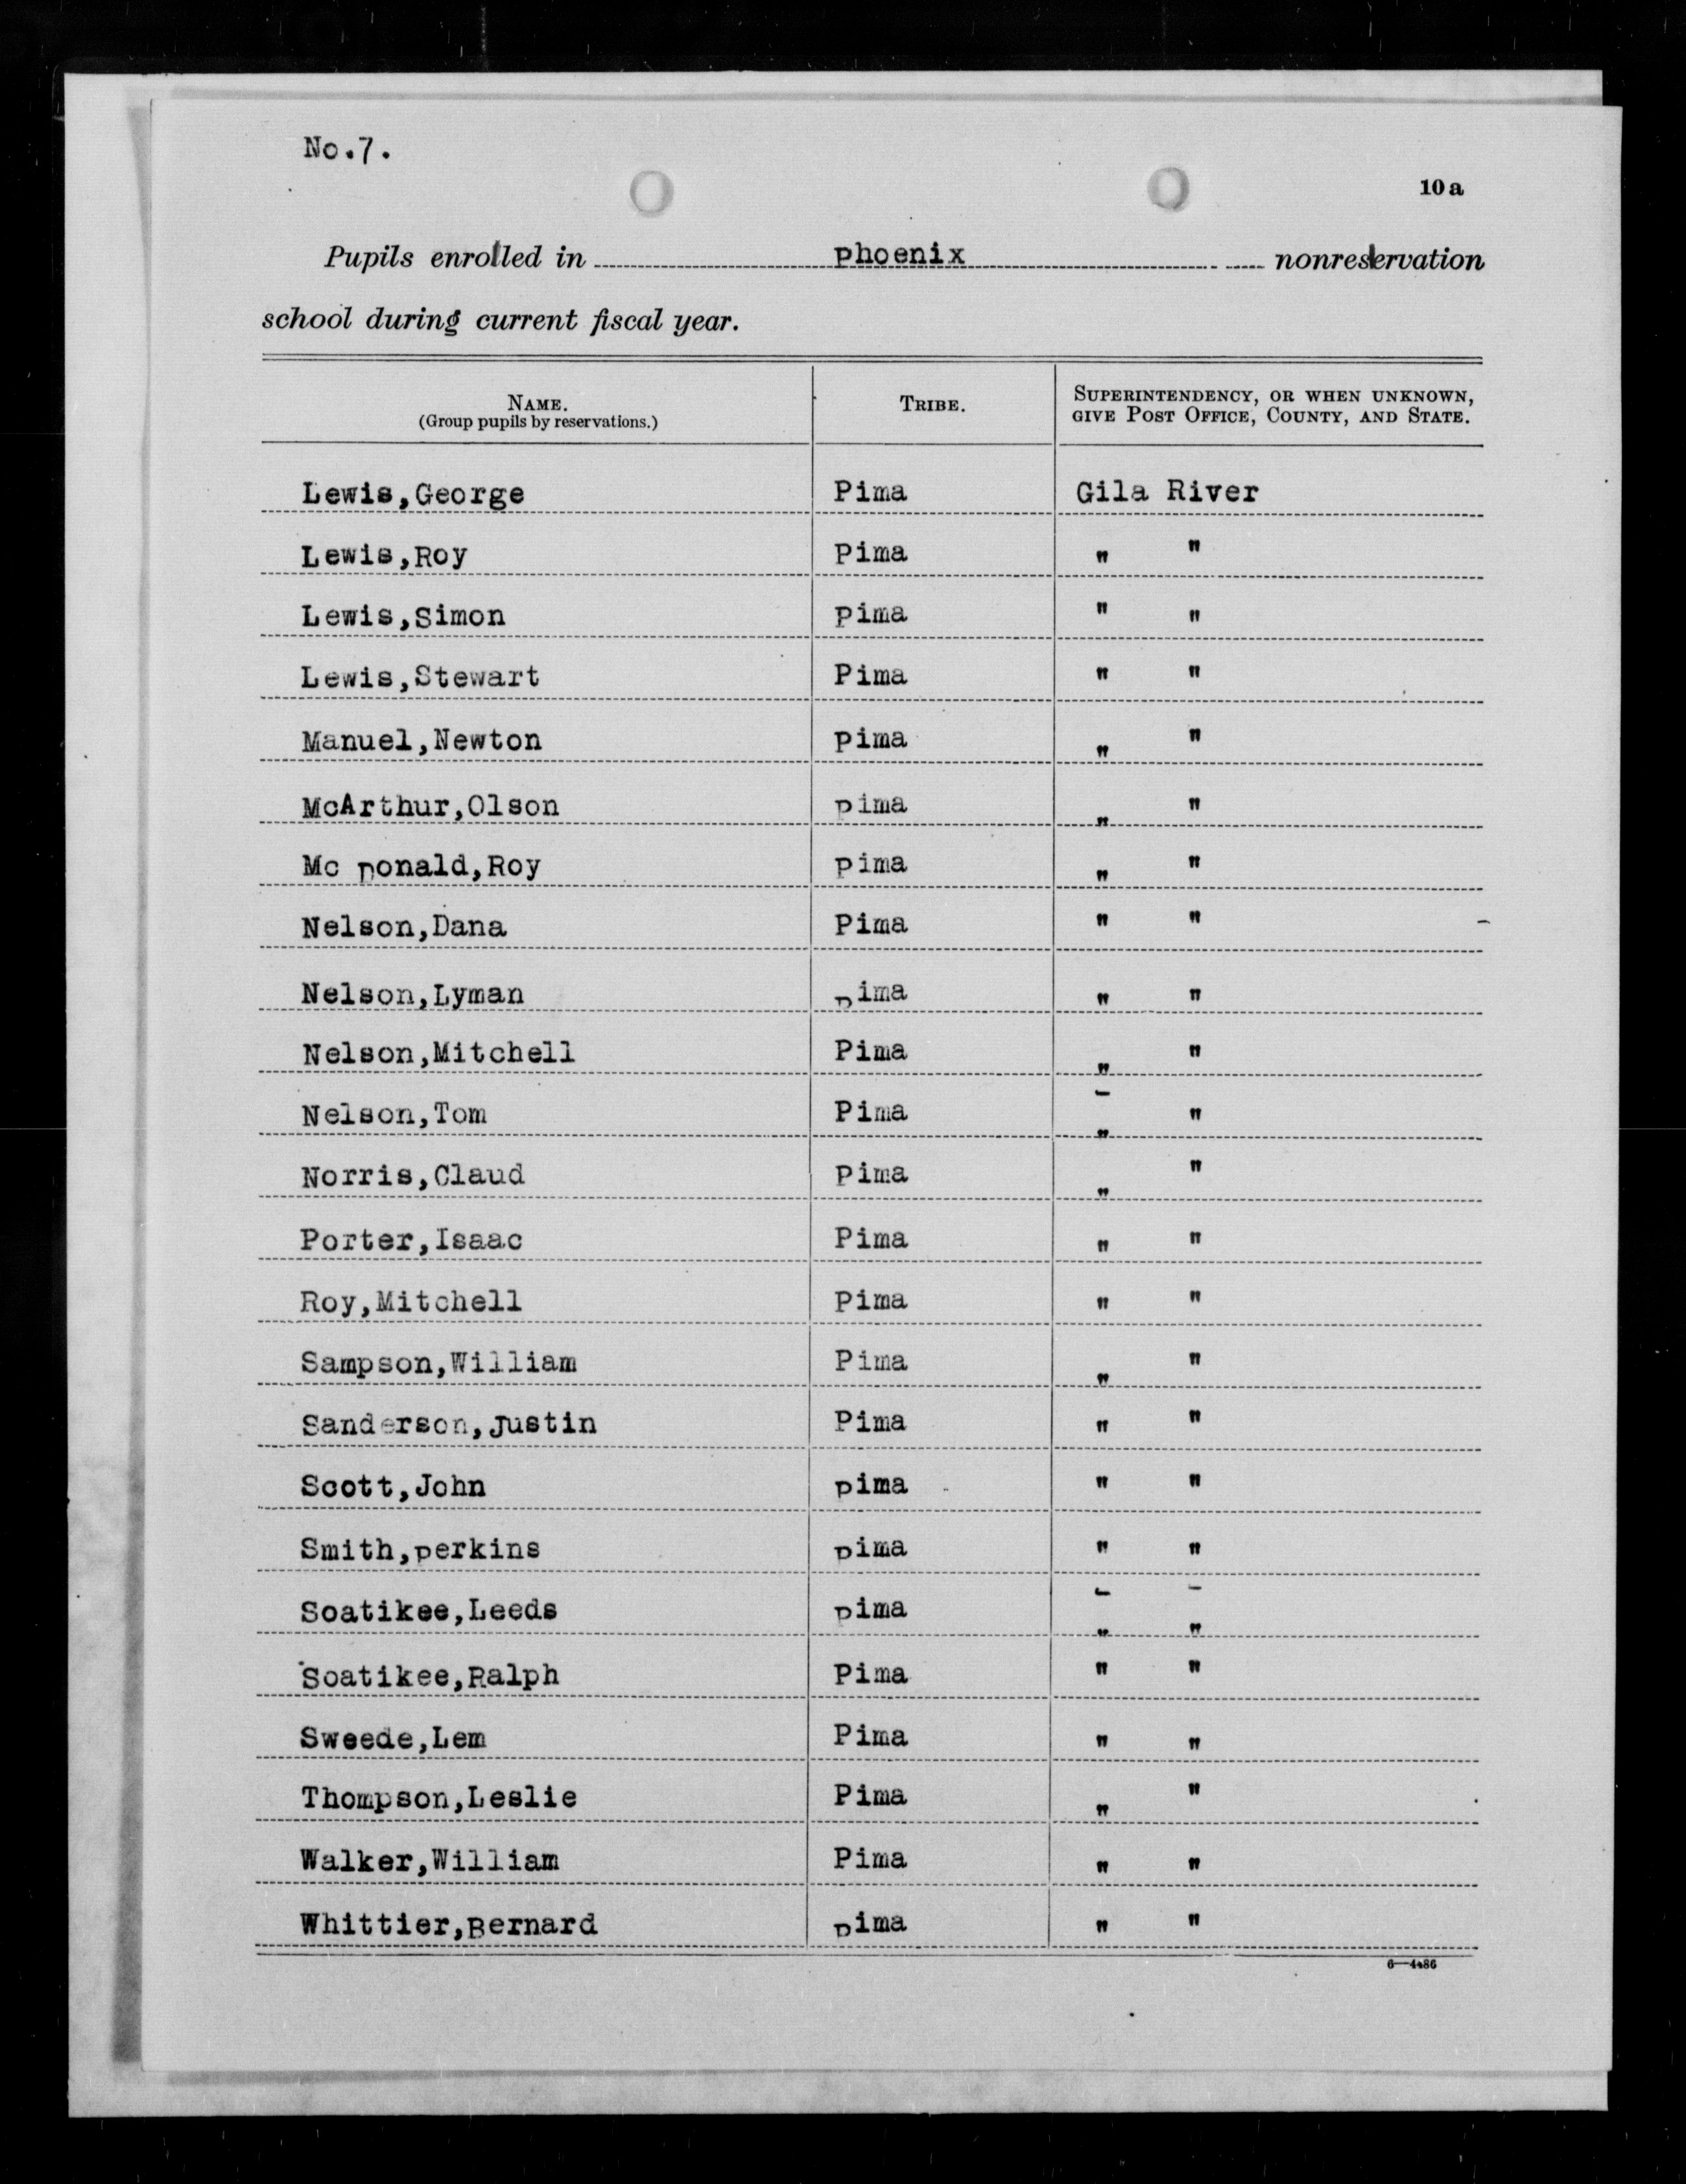 No.7.
10a
Pupils enrolled in phoenix nonreservation
school during current fiscal year.
NAME. TRIBE. SUPERINTENDENCY, OR WHEN UNKNOWN,
(Group pupils by reservations.) GIVE POST OFFICE, COUNTY, AND STATE.
Lewis,George Pima Gila River
Lewis,Roy Pima " "
Lewis,Simon pima " "
Lewis,Stewart Pima " "
Manuel,Newton pima " "
McArthur,Olson pima " "
Mc Donald,Roy pima " "
Nelson,Dana Pima " "
Nelson,Lyman pima " "
Nelson,Mitchell Pima " "
Nelson,Tom Pima " "
Norris,Claud pima " "
Porter,Isaac Pima " "
Roy,Mitchell Pima " "
Sampson,William Pima " "
Sanderson,Justin Pima " "
Scott,John pima " "
Smith,perkins pima " "
Soatikee,Leeds pima " "
Soatikee,Ralph Pima " "
Sweede,Lem Pima " "
Thompson,Leslie Pima " "
Walker,William Pima " "
Whittier,Bernard pima " "
6—4486